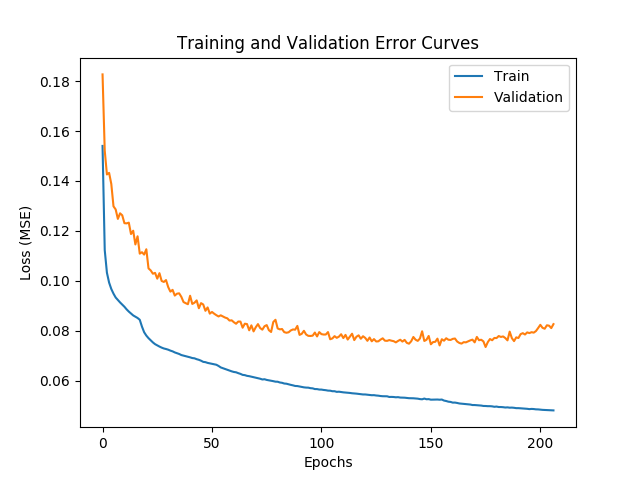 Training and Validation Error Curves
Train
Validation
Loss (MSE)
0.18
0.16
0.14
0.12
0.10
0.08
0.06
0
50
100
150
200
Epochs